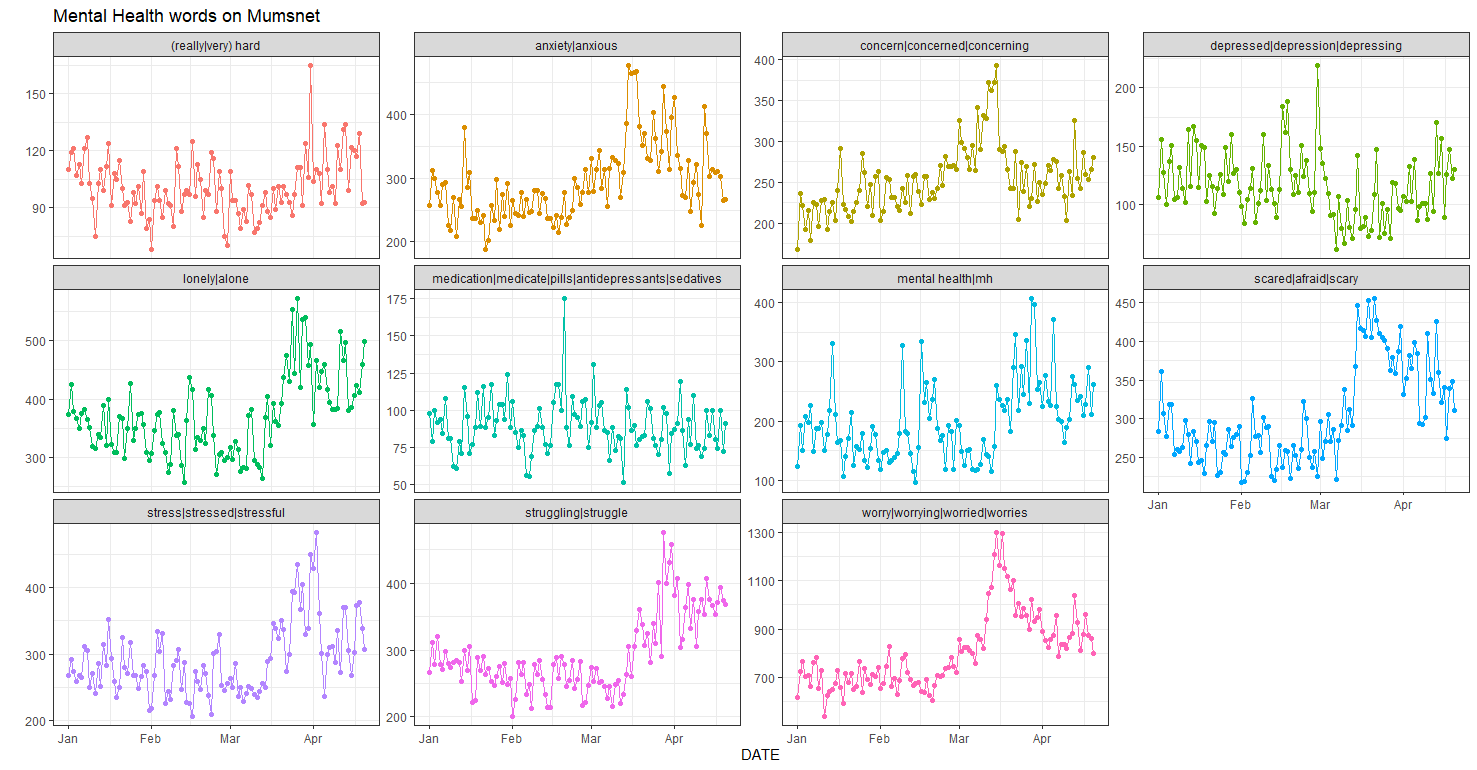 Mental Health words on Mumsnet
(really|very) hard
anxiety|anxious
concern|concerned|concerning
depressed|depression|depressing
150
120
90
400
300
200
400
350
300
250
200
200
150
100
lonely|alone
medication|medicate|pills|antidepressants|sedatives
mental health|mh
scared|afraid|scary
500
400
300
175
150
125
100
75
50
400
300
200
100
450
400
350
300
250
Jan Feb Mar Apr
stress|stressed|stressful
struggling|struggle
worry|worrying|worried|worries
400
300
200
400
300
200
1300
1100
900
700
Jan Feb Mar Apr
Jan Feb Mar Apr
Jan Feb Mar Apr
DATE